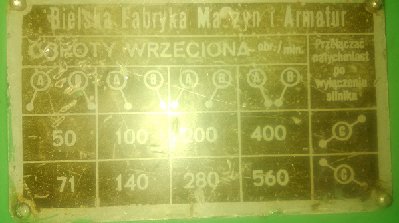 Bielska Fabryka Maszyn i Armatur
OBROTY WRZECIONA obr./min.
Przełączać
natychmiast
po
wyłączeniu
silnika
A B A B A B A B
50 100 200 400 G
71 140 280 560 G